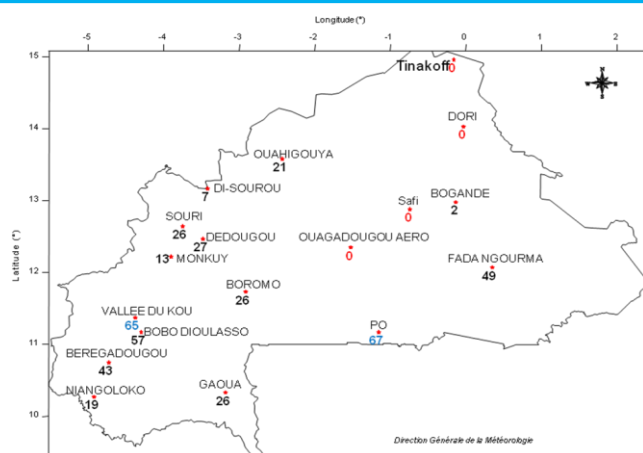 Longitude (°)
-5 -4 -3 -2 -1 0 1 2
15
Tinakoff
0
DORI
14
0
OUAHIGOUYA
21
7 DI-SOUROU
13
BOGANDE
Safi
2
SOURI
0
26
DEDOUGOU
27
OUAGADOUGOU AERO
13 MONKUY
0
FADA NGOURMA
Latitude (°)
12
49
BOROMO
26
VALLEE DU KOU
65
BOBO DIOULASSO
57
PO
67
11
BEREGADOUGOU
43
NIANGOLOKO
19
GAOUA
26
10
Direction Générale de la Météorologie